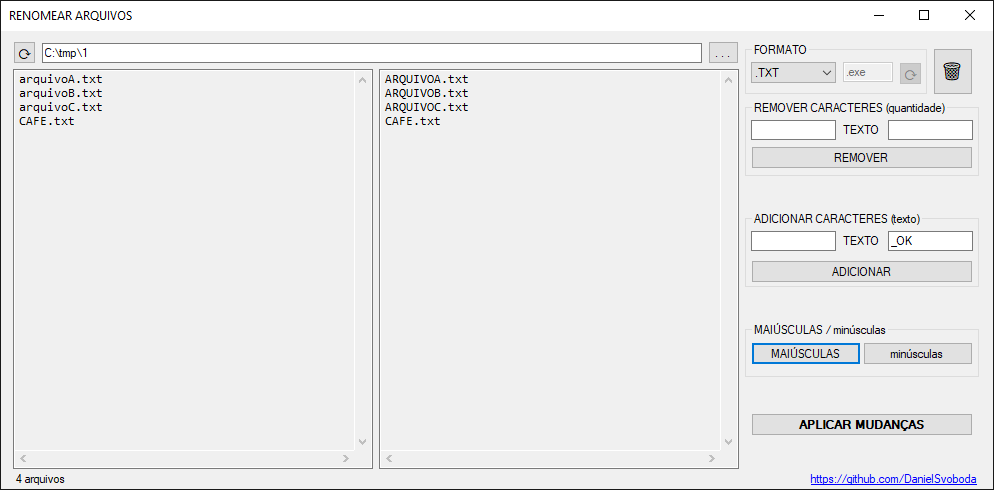 RENOMEAR ARQUIVOS
C:\tmp\1
...
arquivoA.txt
arquivoB.txt
arquivoC.txt
CAFE.txt
ARQUIVOA.txt
ARQUIVOB.txt
ARQUIVOC.txt
CAFE.txt
FORMATO
.TXT
.exe
REMOVER CARACTERES (quantidade)
TEXTO
REMOVER
ADICIONAR CARACTERES (texto)
TEXTO
_OK
ADICIONAR
MAIÚSCULAS / minúsculas
MAIÚSCULAS
minúsculas
APLICAR MUDANÇAS
4 arquivos
https://github.com/DanielSvoboda